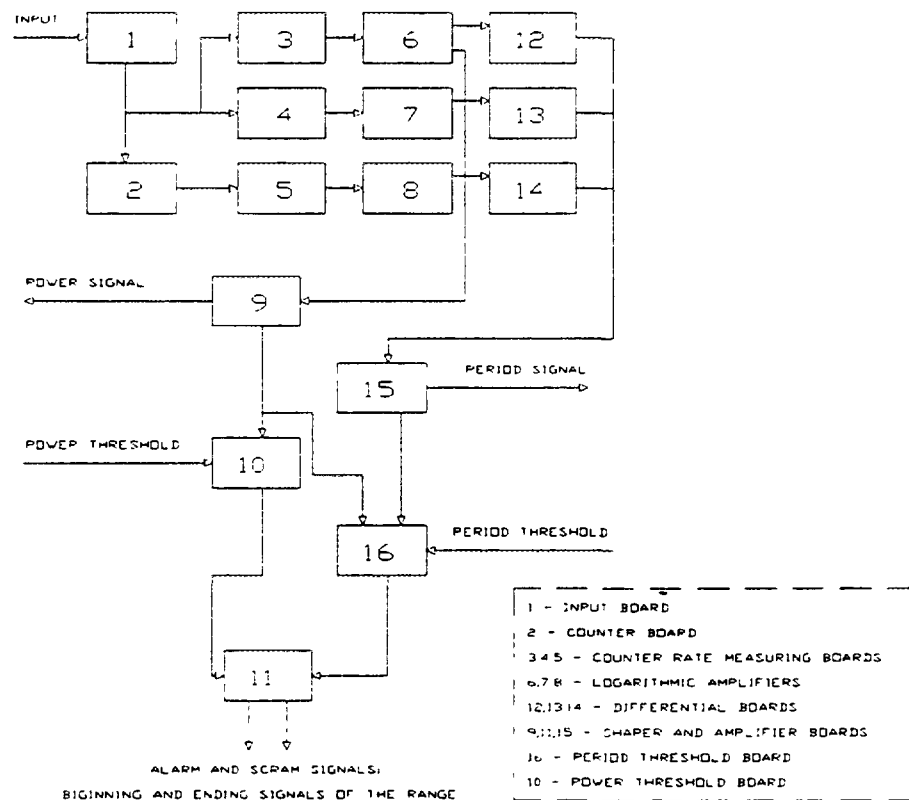 INPUT
1
3
6
12
4
7
13
2
5
8
14
POWER SIGNAL
9
PERIOD SIGNAL
15
POWER THRESHOLD
10
PERIOD THRESHOLD
16
11
1 - INPUT BOARD
2 - COUNTER BOARD
3,4,5 - COUNTER RATE MEASURING BOARDS
6,7,8 - LOGARITHMIC AMPLIFIERS
12,13,14 - DIFFERENTIAL BOARDS
9,11,15 - SHAPER AND AMPLIFIER BOARDS
16 - PERIOD THRESHOLD BOARD
10 - POWER THRESHOLD BOARD
ALARM AND SCRAM SIGNALS;
BIGINNING AND ENDING SIGNALS OF THE RANGE